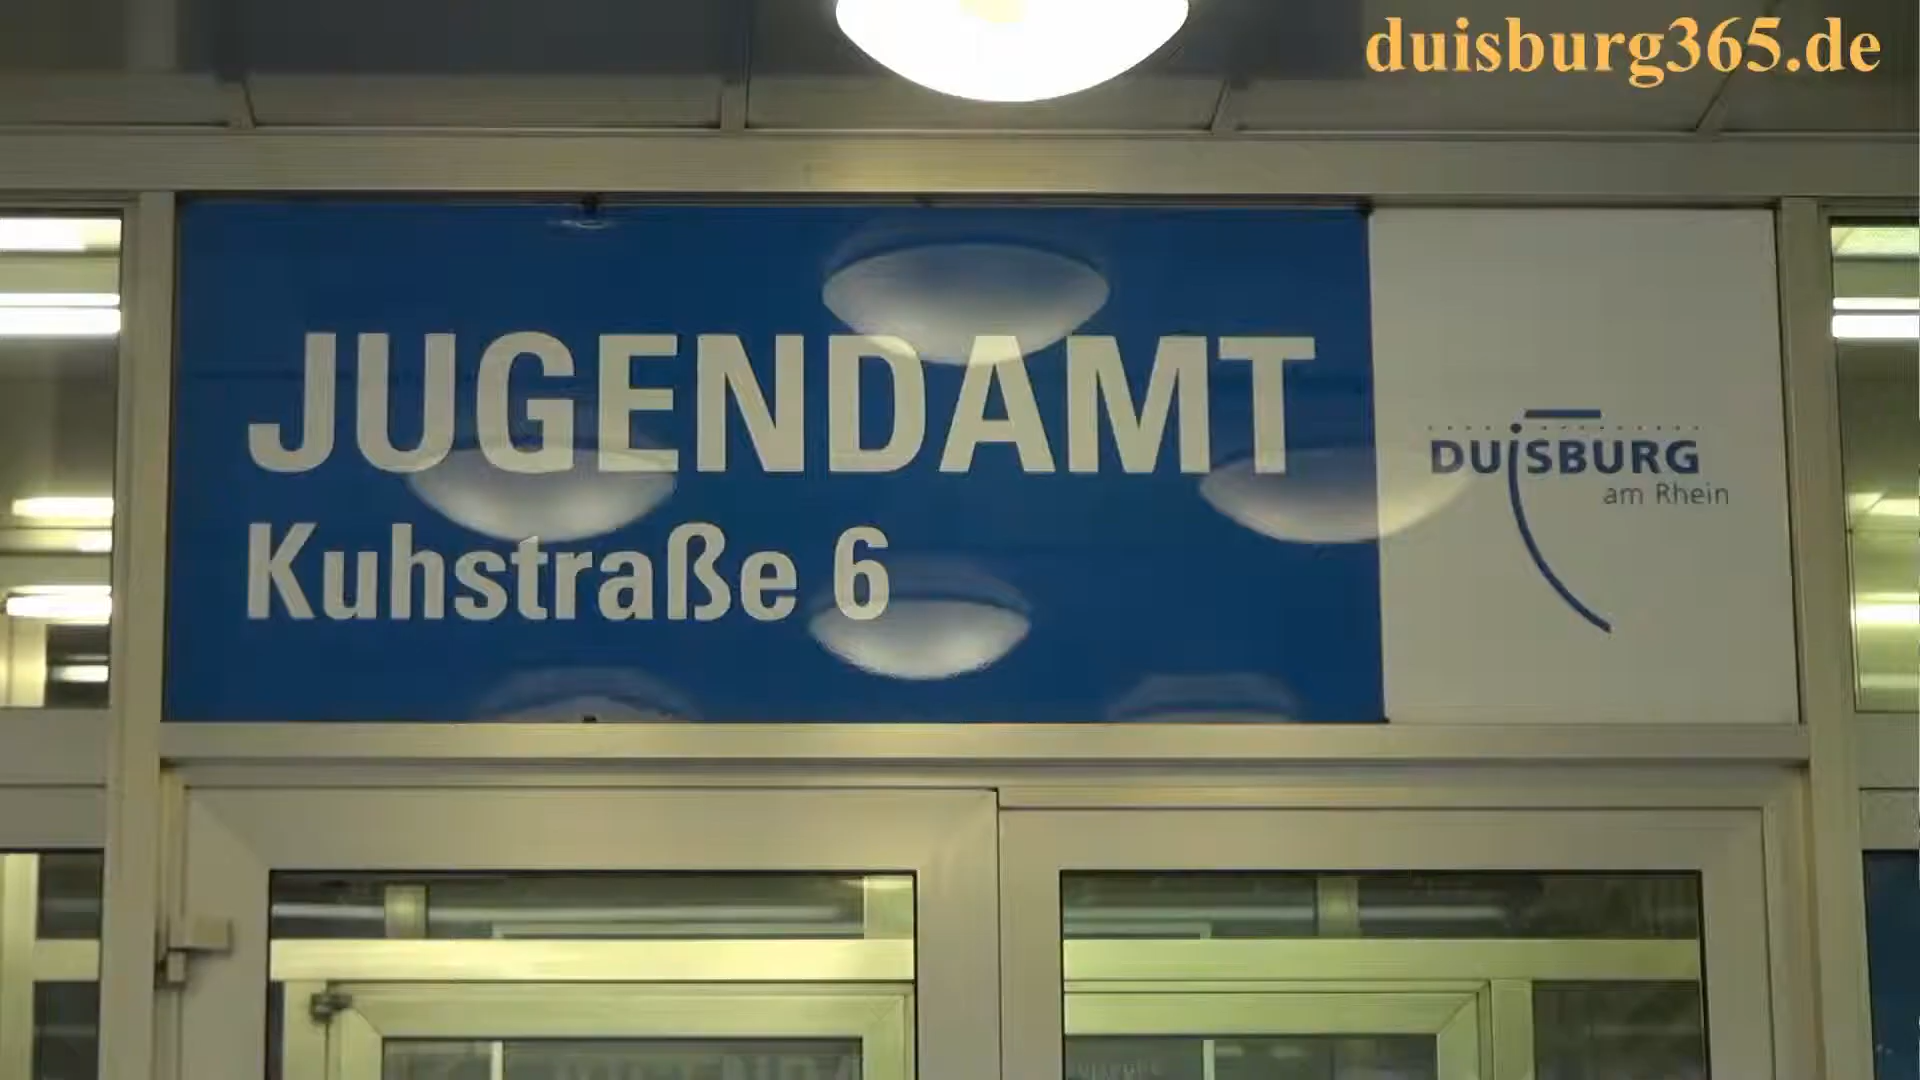 duisburg365.de
JUGENDAMT
Kuhstraße 6
DUISBURG
am Rhein